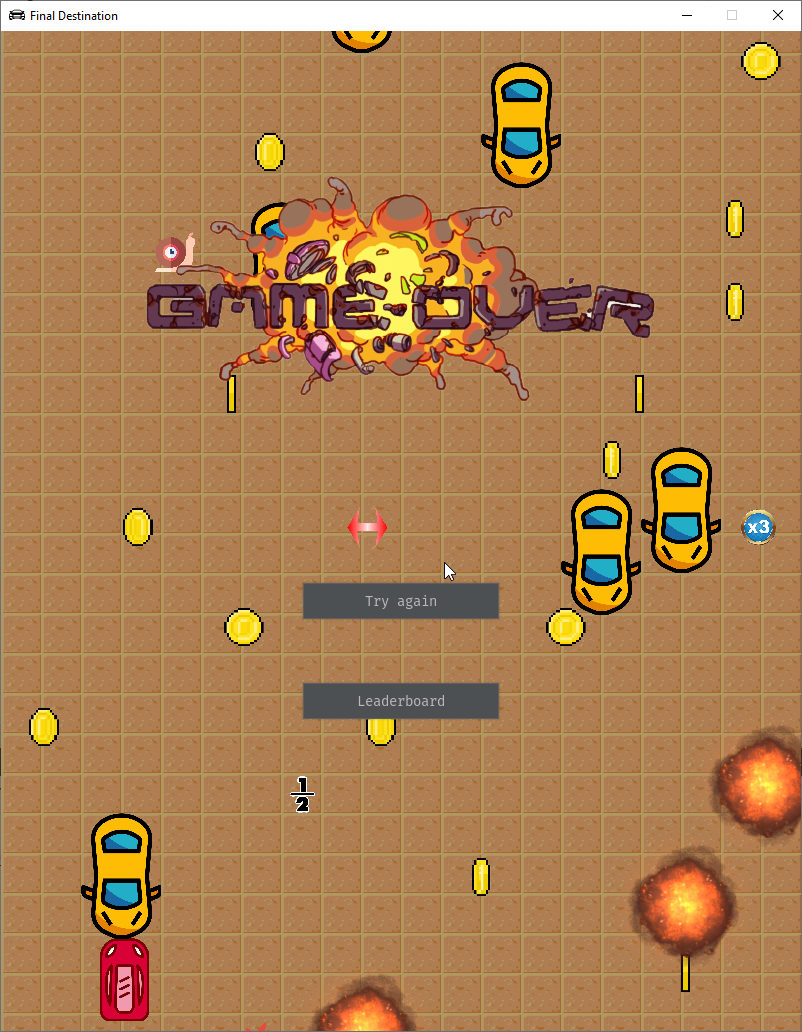 Final Destination
GAME OVER
x3
Try again
Leaderboard
1
2